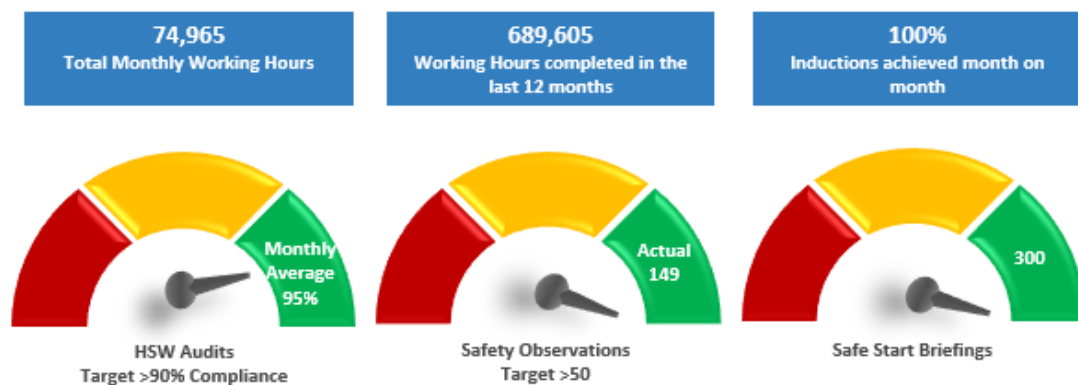 74,965
Total Monthly Working Hours
689,605
Working Hours completed in the
last 12 months
100%
Inductions achieved month on
month
Monthly
Average
95%
HSW Audits
Target >90% Compliance
Actual
149
Safety Observations
Target >50
300
Safe Start Briefings